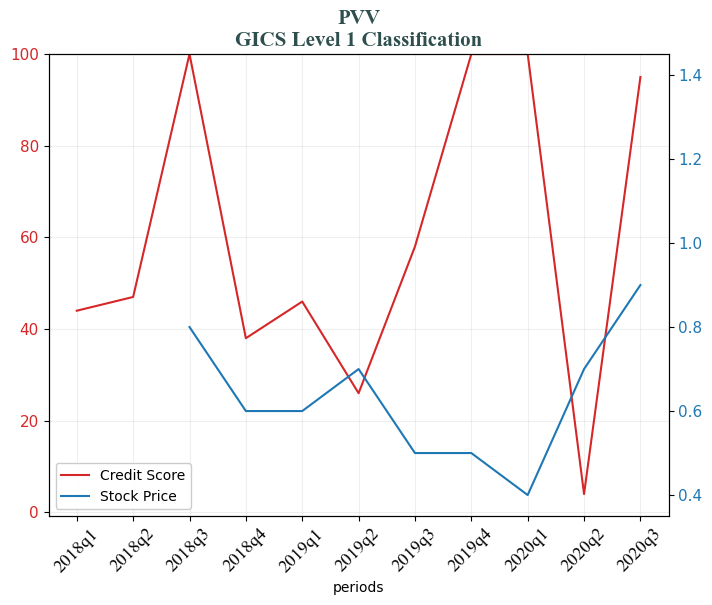 PVV
GICS Level 1 Classification
100
80
60
40
20
0
1.4
1.2
1.0
0.8
0.6
0.4
Credit Score
Stock Price
2018q1
2018q2
2018q3
2018q4
2019q1
2019q2
2019q3
2019q4
2020q1
2020q2
2020q3
periods